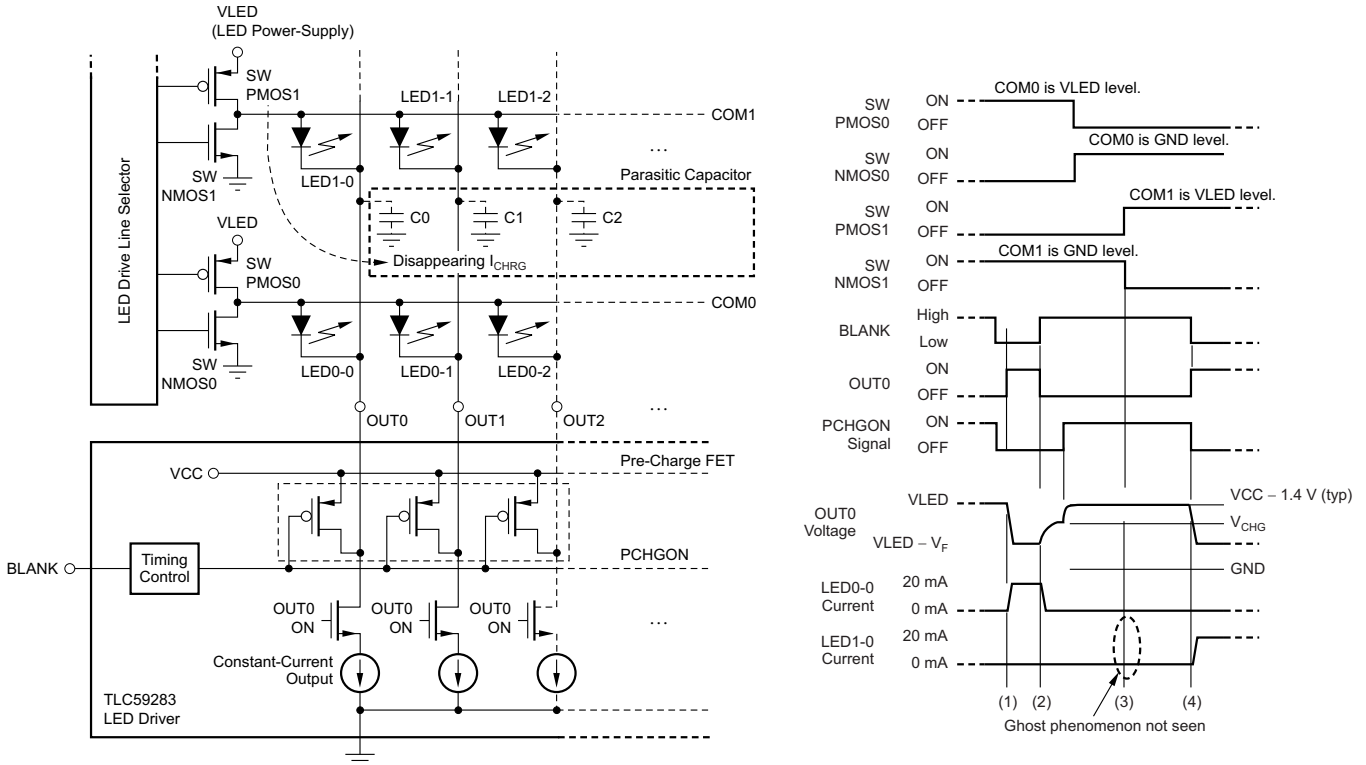 VLED
(LED Power-Supply)
LED Drive Line Selector
SW
PMOS1
SW
NMOS1
VLED
SW
PMOS0
SW
NMOS0
LED1-1
LED1-2
COM1
LED1-0
...
Parasitic Capacitor
C0
C1
C2
Disappearing ICHRG
COM0
LED0-0
LED0-1
LED0-2
...
OUT0
OUT1
OUT2
...
VCC
Pre-Charge FET
BLANK
Timing
Control
PCHGON
OUT0
ON
OUT0
ON
OUT0
ON
...
Constant-Current
Output
TLC59283
LED Driver
SW
PMOS0
ON
OFF
COM0 is VLED level.
SW
NMOS0
ON
OFF
COM0 is GND level.
SW
PMOS1
ON
OFF
COM1 is VLED level.
SW
NMOS1
ON
OFF
COM1 is GND level.
BLANK
High
Low
OUT0
ON
OFF
PCHGON
Signal
ON
OFF
OUT0
Voltage
VLED
VLED – VF
VCC – 1.4 V (typ)
VCHG
GND
LED0-0
Current
20 mA
0 mA
LED1-0
Current
20 mA
0 mA
(1) (2) (3) (4)
Ghost phenomenon not seen